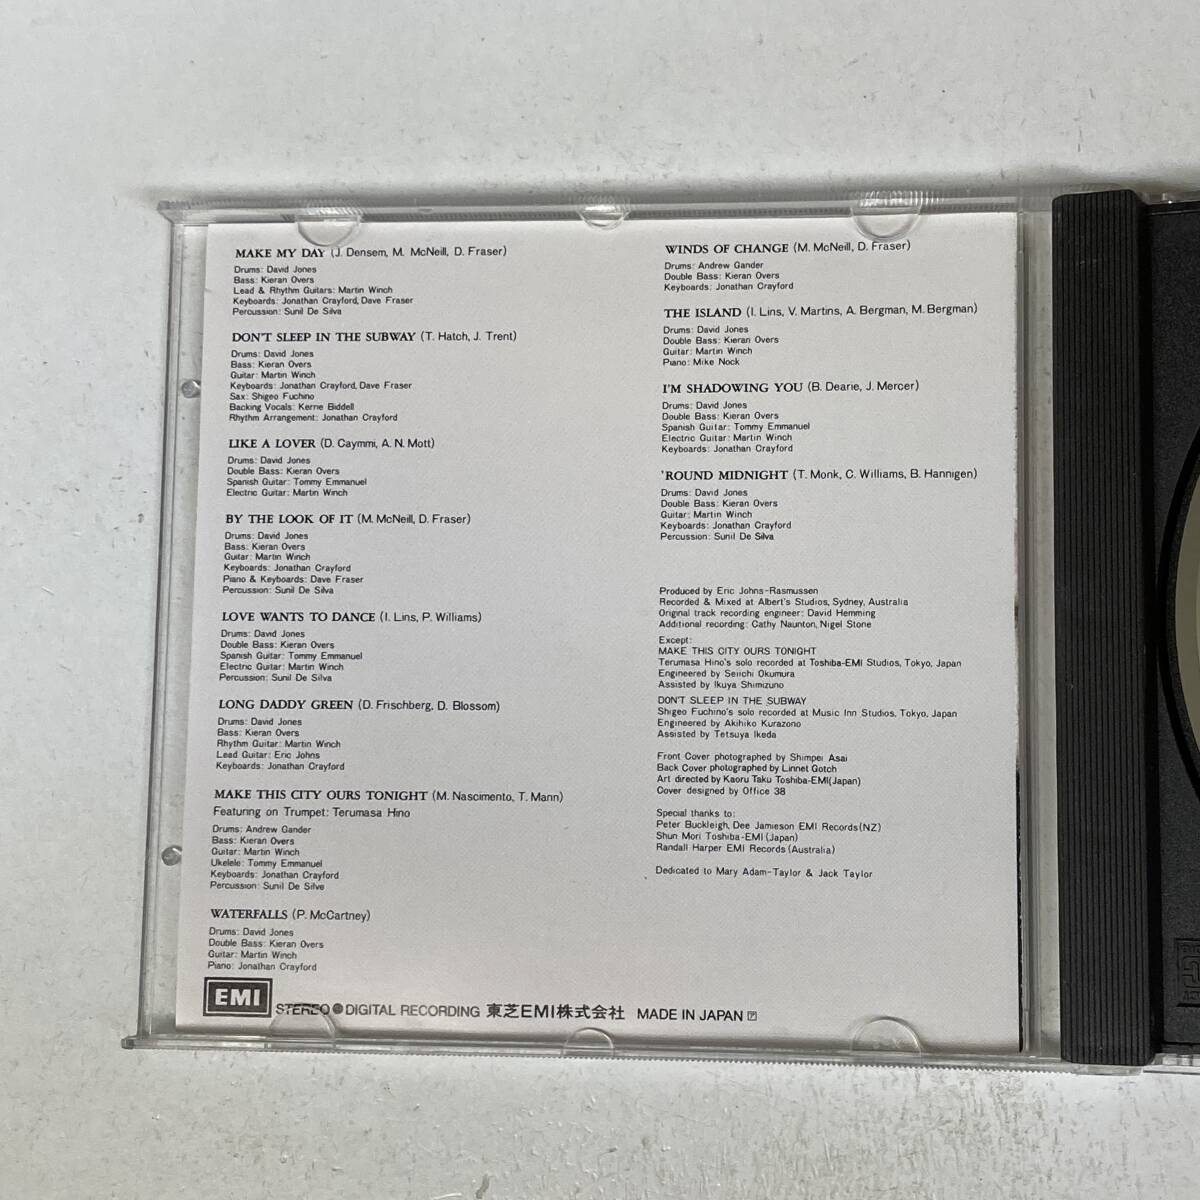 MAKE MY DAY (J. Densem, M. McNeill, D. Fraser)
Drums: David Jones
Bass: Kieran Overs
Lead & Rhythm Guitars: Martin Winch
Keyboards: Jonathan Crayford, Dave Fraser
Percussion: Sunil De Silva
DON'T SLEEP IN THE SUBWAY (T. Hatch, J. Trent)
Drums: David Jones
Bass: Kieran Overs
Guitar: Martin Winch
Keyboards: Jonathan Crayford, Dave Fraser
Sax: Shigeo Fuchino
Backing Vocals: Kerrie Biddell
Rhythm Arrangement: Jonathan Crayford
LIKE A LOVER (D. Caymmi, A. N. Mott)
Drums: David Jones
Double Bass: Kieran Overs
Spanish Guitar: Tommy Emmanuel
Electric Guitar: Martin Winch
BY THE LOOK OF IT (M. McNeill, D. Fraser)
Drums: David Jones
Bass: Kieran Overs
Guitar: Martin Winch
Keyboards: Jonathan Crayford
Piano & Keyboards: Dave Fraser
Percussion: Sunil De Silva
LOVE WANTS TO DANCE (I. Lins, P. Williams)
Drums: David Jones
Double Bass: Kieran Overs
Spanish Guitar: Tommy Emmanuel
Electric Guitar: Martin Winch
Percussion: Sunil De Silva
LONG DADDY GREEN (D. Frischberg, D. Blossom)
Drums: David Jones
Bass: Kieran Overs
Rhythm Guitar: Martin Winch
Lead Guitar: Eric Johns
Keyboards: Jonathan Crayford
MAKE THIS CITY OURS TONIGHT (M. Nascimento, T. Mann)
Featuring on Trumpet: Terumasa Hino
Drums: Andrew Gander
Bass: Kieran Overs
Guitar: Martin Winch
Ukelele: Tommy Emmanuel
Keyboards: Jonathan Crayford
Percussion: Sunil De Silve
WATERFALLS (P. McCartney)
Drums: David Jones
Double Bass: Kieran Overs
Guitar: Martin Winch
Piano: Jonathan Crayford
WINDS OF CHANGE (M. McNeill, D. Fraser)
Drums: Andrew Gander
Double Bass: Kieran Overs
Keyboards: Jonathan Crayford
THE ISLAND (I. Lins, V. Martins, A. Bergman, M. Bergman)
Drums: David Jones
Double Bass: Kieran Overs
Guitar: Martin Winch
Piano: Mike Nock
I'M SHADOWING YOU (B. Dearie, J. Mercer)
Drums: David Jones
Double Bass: Kieran Overs
Spanish Guitar: Tommy Emmanuel
Electric Guitar: Martin Winch
Keyboards: Jonathan Crayford
'ROUND MIDNIGHT (T. Monk, C. Williams, B. Hannigen)
Drums: David Jones
Double Bass: Kieran Overs
Guitar: Martin Winch
Keyboards: Jonathan Crayford
Percussion: Sunil De Silva
Produced by Eric Johns-Rasmussen
Recorded & Mixed at Albert's Studios, Sydney, Australia
Original track recording engineer: David Hemming
Additional recording: Cathy Naunton, Nigel Stone
Except:
MAKE THIS CITY OURS TONIGHT
Terumasa Hino's solo recorded at Toshiba-EMI Studios, Tokyo, Japan
Engineered by Seiichi Okumura
Assisted by Ikuya Shimizuno
DON'T SLEEP IN THE SUBWAY
Shigeo Fuchino's solo recorded at Music Inn Studios, Tokyo, Japan
Engineered by Akihiko Kurazono
Assisted by Tetsuya Ikeda
Front Cover photographed by Shimpei Asai
Back Cover photographed by Linnet Gotch
Art directed by Kaoru Taku Toshiba-EMI(Japan)
Cover designed by Office 38
Special thanks to:
Peter Buckleigh, Dee Jamieson EMI Records(NZ)
Shun Mori Toshiba-EMI (Japan)
Randall Harper EMI Records (Australia)
Dedicated to Mary Adam-Taylor & Jack Taylor
EMI STEREO●DIGITAL RECORDING 東芝EMI株式会社 MADE IN JAPAN